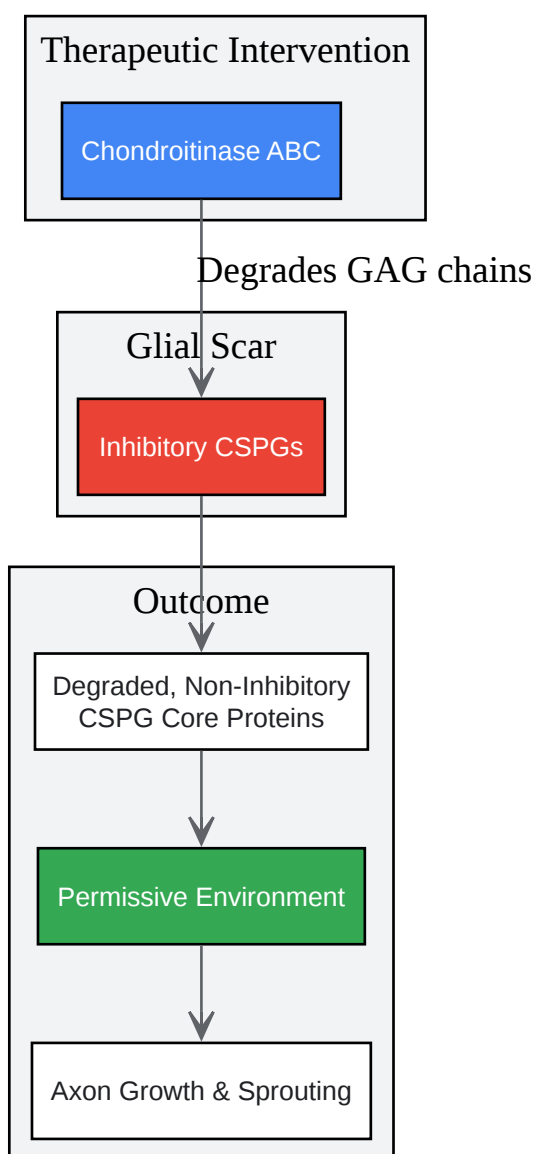 Therapeutic Intervention
Chondroitinase ABC
Degrades GAG chains
Glial Scar
Inhibitory CSPGs
Outcome
Degraded, Non-Inhibitory
CSPG Core Proteins
Permissive Environment
Axon Growth & Sprouting